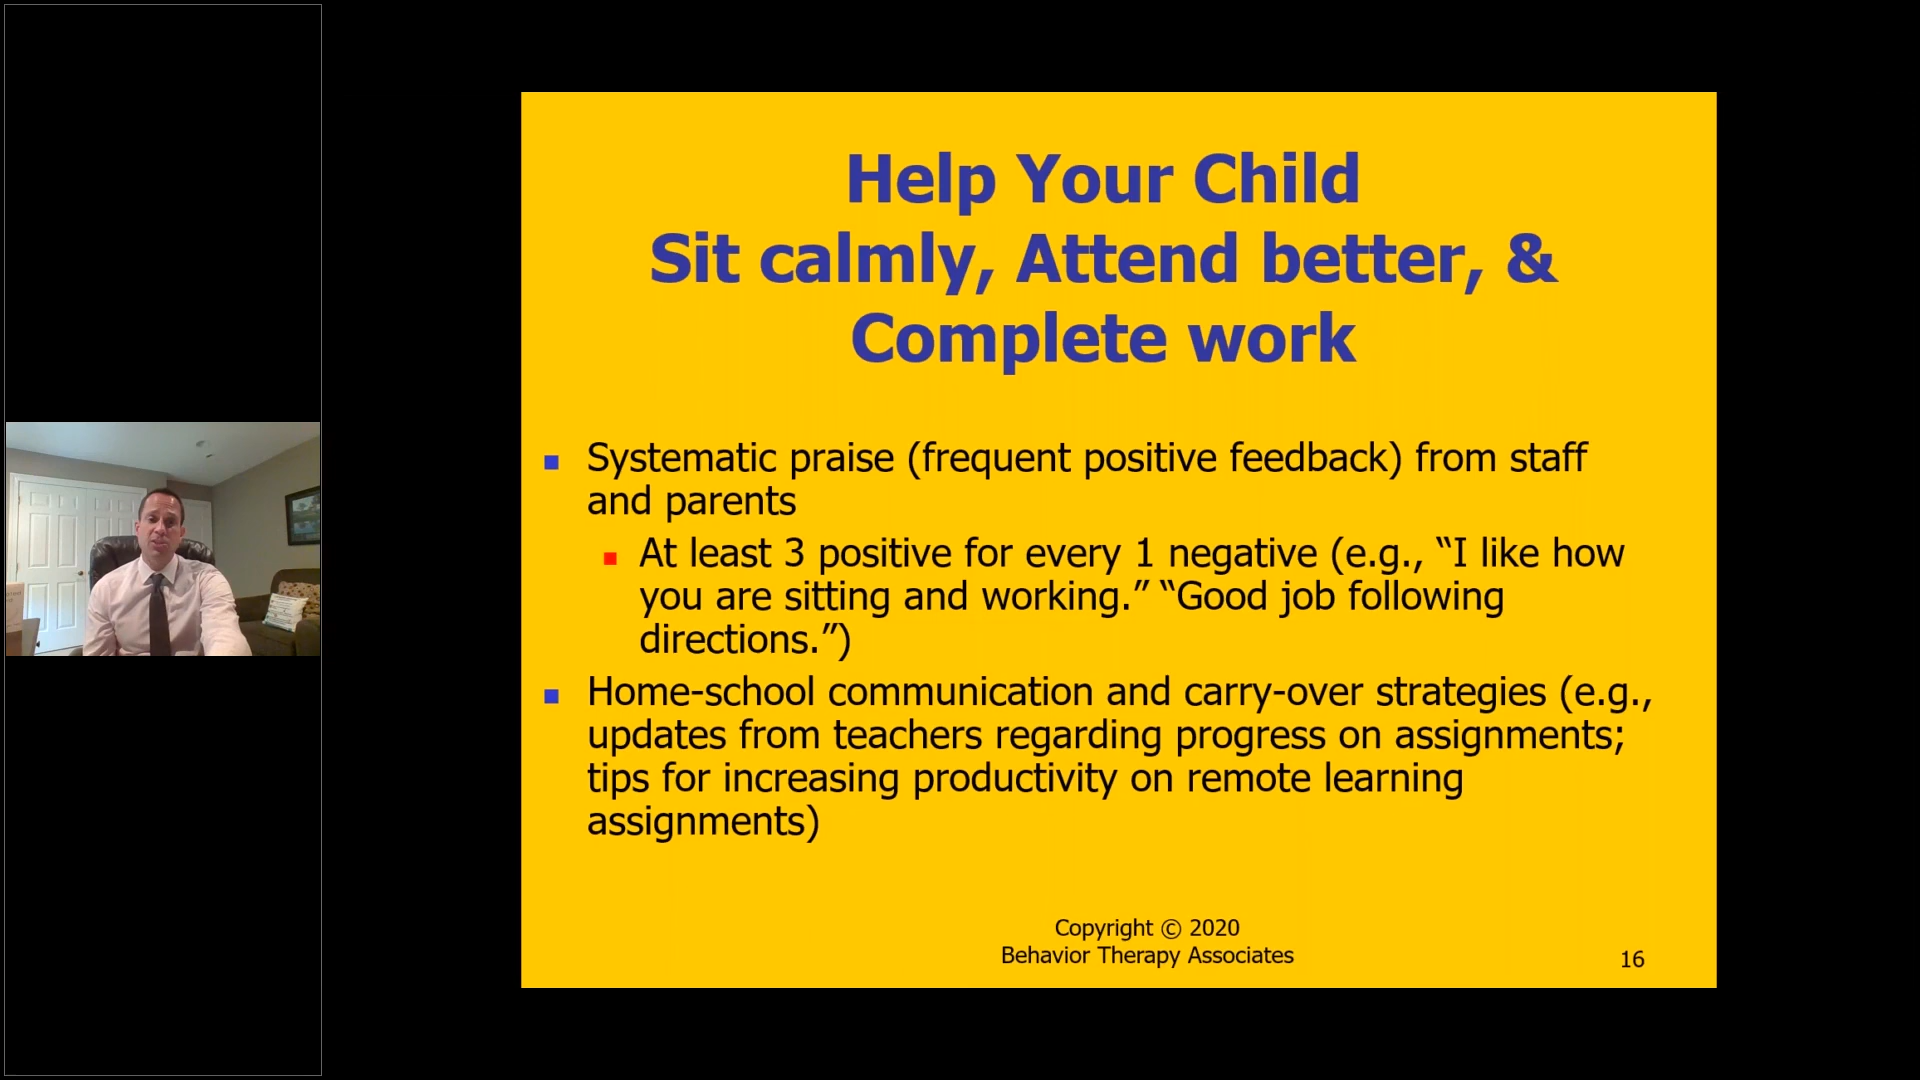 Help Your Child
Sit calmly, Attend better, &
Complete work
Systematic praise (frequent positive feedback) from staff
and parents
At least 3 positive for every 1 negative (e.g., “I like how
you are sitting and working.” “Good job following
directions.”)
Home-school communication and carry-over strategies (e.g.,
updates from teachers regarding progress on assignments;
tips for increasing productivity on remote learning
assignments)
Copyright © 2020
Behavior Therapy Associates
16